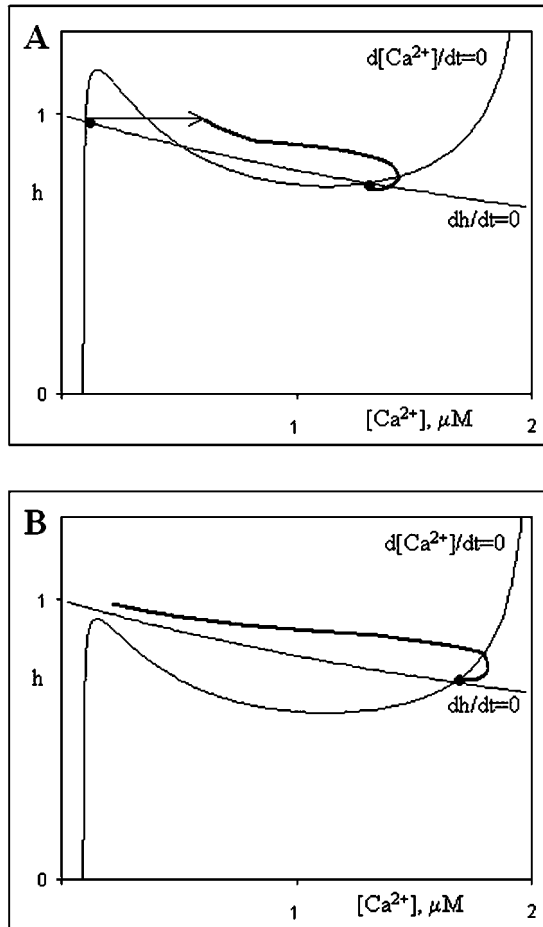 A
d[Ca²⁺]/dt=0
1
h
dh/dt=0
0
1
[Ca²⁺], μM
2
B
d[Ca²⁺]/dt=0
1
h
dh/dt=0
0
1
[Ca²⁺], μM
2